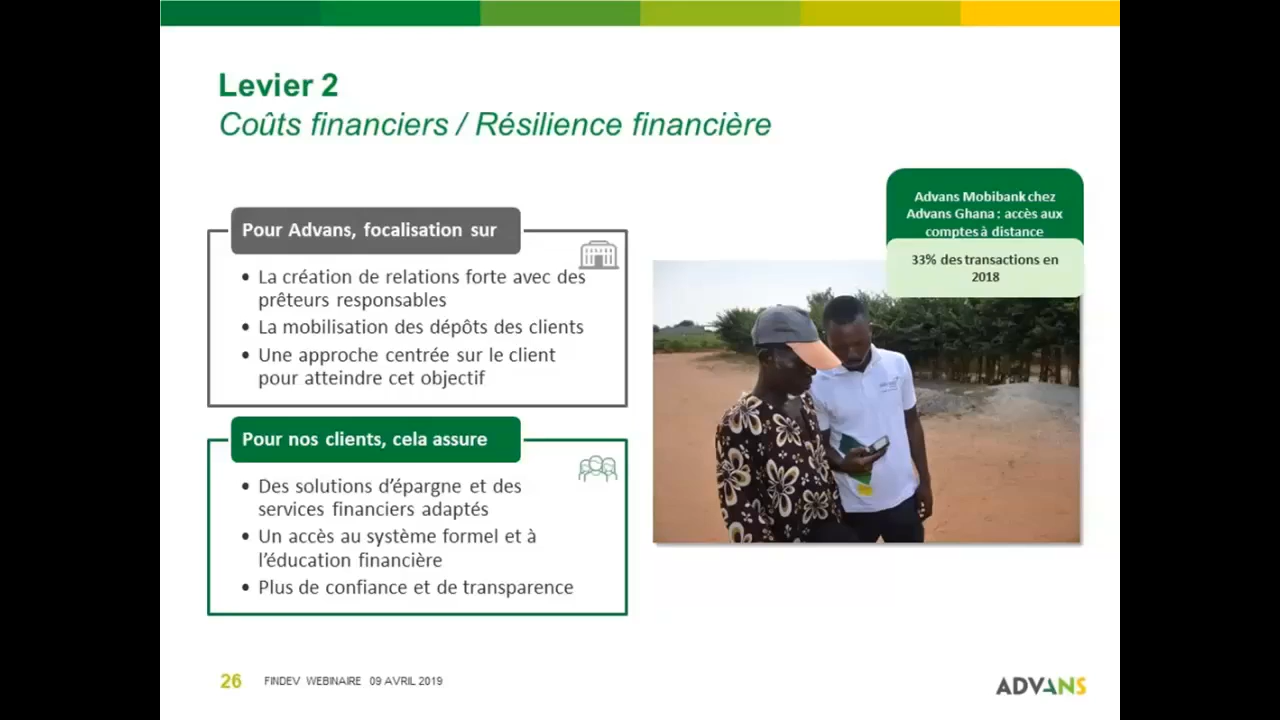 Levier 2
Coûts financiers / Résilience financière
Advans Mobibank chez
Advans Ghana : accès aux
comptes à distance
33% des transactions en
2018
Pour Advans, focalisation sur
• La création de relations forte avec des
prêteurs responsables
• La mobilisation des dépôts des clients
• Une approche centrée sur le client
pour atteindre cet objectif
Pour nos clients, cela assure
• Des solutions d’épargne et des
services financiers adaptés
• Un accès au système formel et à
l’éducation financière
• Plus de confiance et de transparence
26 FINDEV WEBINAIRE 09 AVRIL 2019
ADVANS